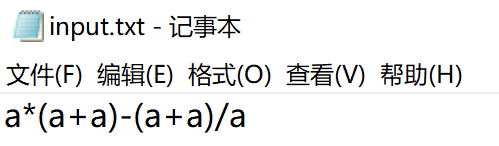 input.txt - 记事本
文件(F) 编辑(E) 格式(O) 查看(V) 帮助(H)
a*(a+a)-(a+a)/a